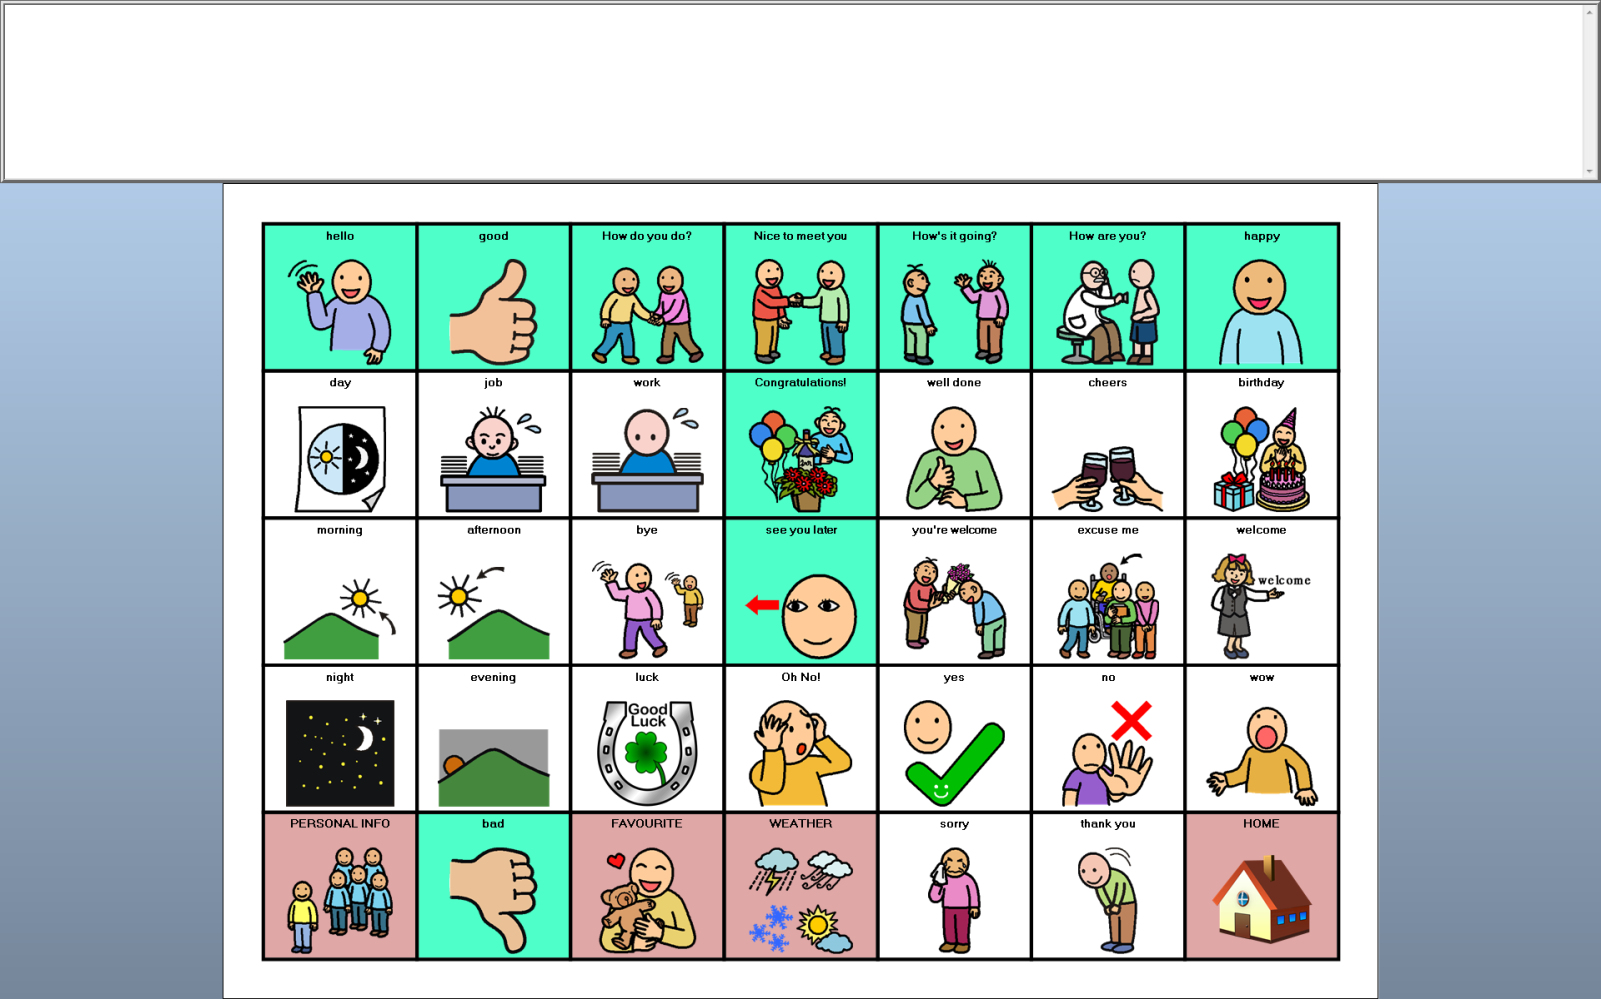 hello
good
How do you do?
Nice to meet you
How's it going?
How are you?
happy
day
job
work
Congratulations!
well done
cheers
birthday
morning
afternoon
bye
see you later
you're welcome
excuse me
welcome
welcome
night
evening
luck
Good
Luck
Oh No!
yes
no
wow
PERSONAL INFO
bad
FAVOURITE
WEATHER
sorry
thank you
HOME